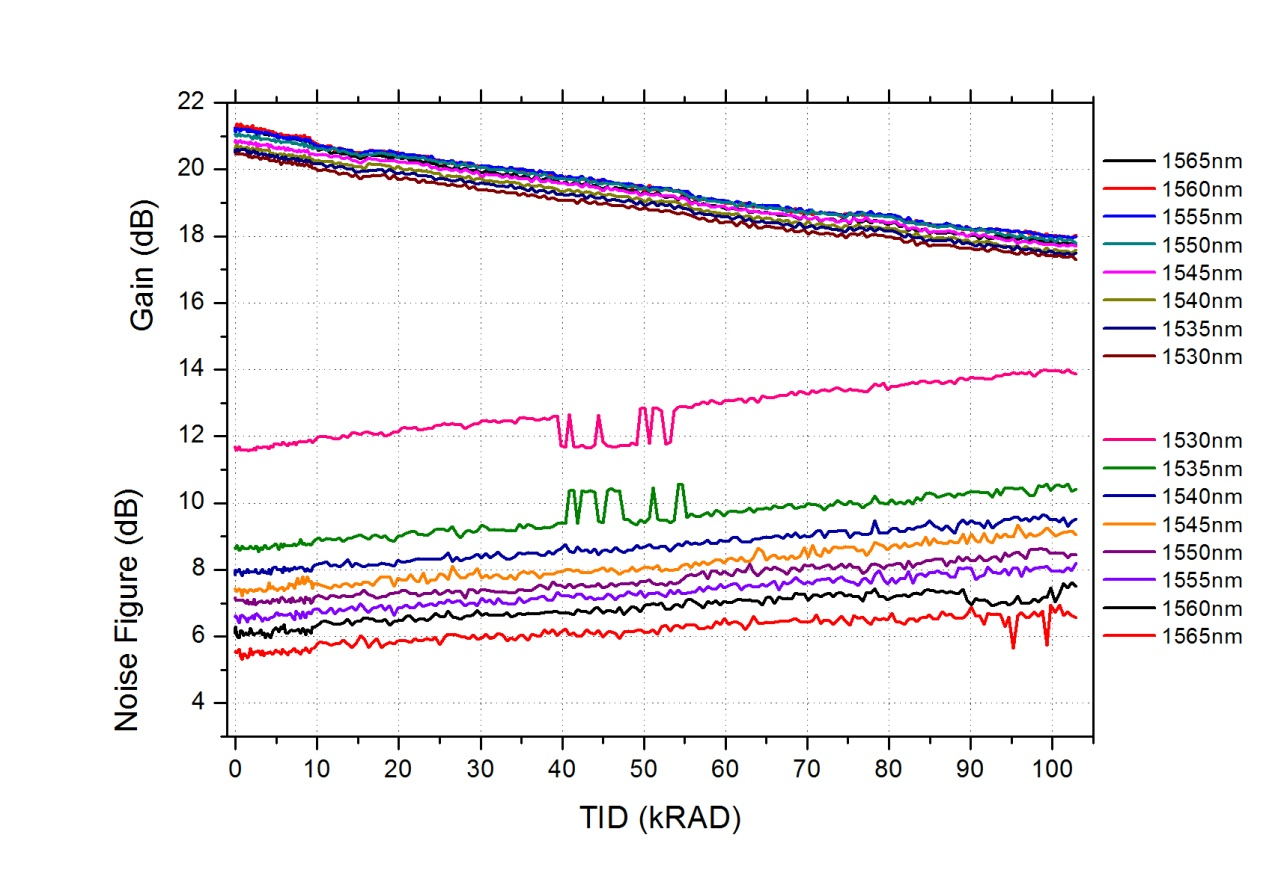 22
20
18
16
14
12
10
8
6
4
Gain (dB)
Noise Figure (dB)
0 10 20 30 40 50 60 70 80 90 100
TID (kRAD)
1565nm
1560nm
1555nm
1550nm
1545nm
1540nm
1535nm
1530nm
1530nm
1535nm
1540nm
1545nm
1550nm
1555nm
1560nm
1565nm